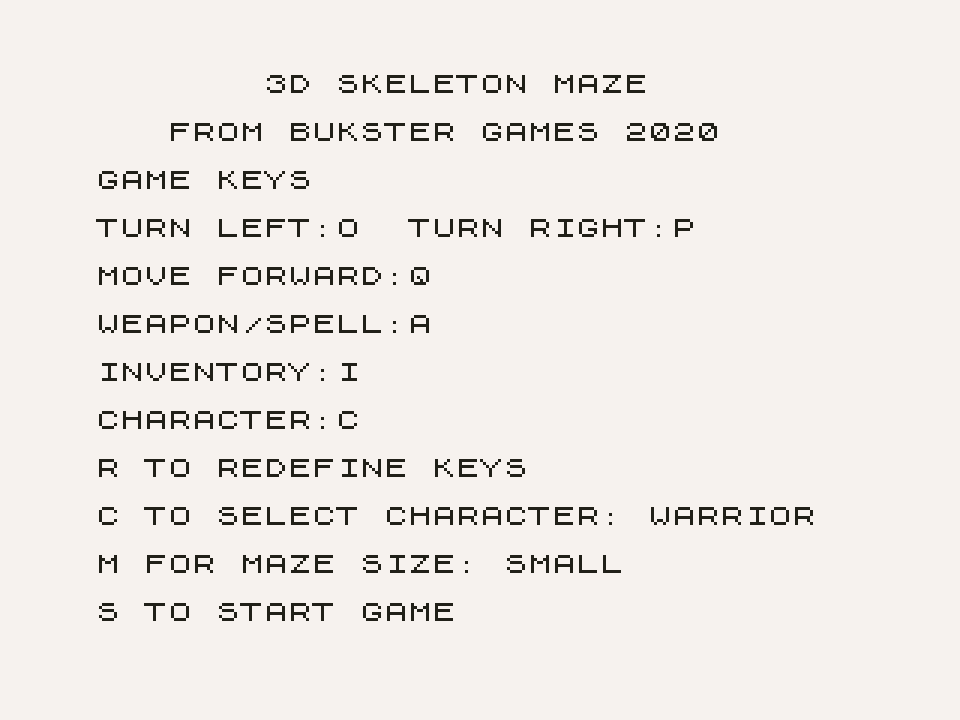 3D SKELETON MAZE
FROM BUKSTER GAMES 2020
GAME KEYS
TURN LEFT:O  TURN RIGHT:P
MOVE FORWARD:Q
WEAPON/SPELL:A
INVENTORY:I
CHARACTER:C
R TO REDEFINE KEYS
C TO SELECT CHARACTER: WARRIOR
M FOR MAZE SIZE: SMALL
S TO START GAME